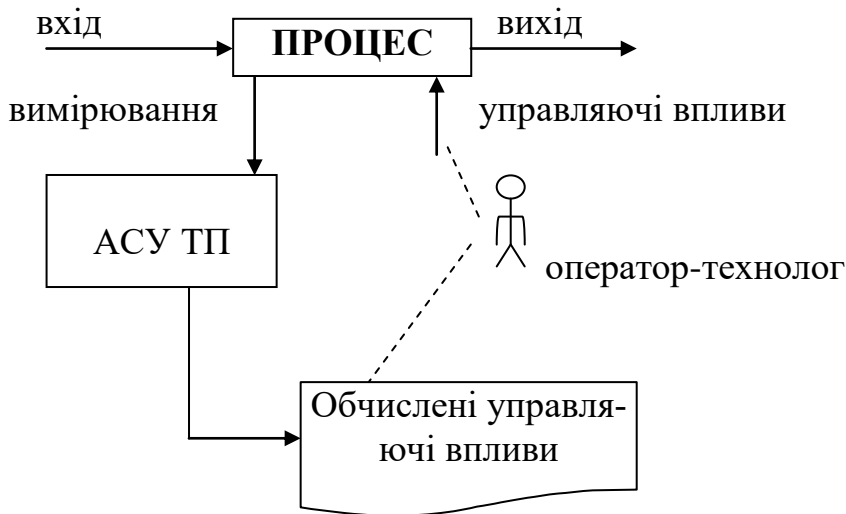 вхід
ПРОЦЕС
вихід
вимірювання
управляючі впливи
АСУ ТП
оператор-технолог
Обчислені управля-
ючі впливи